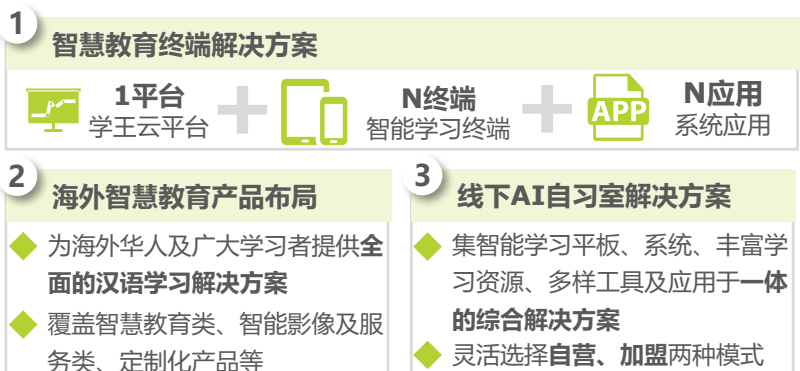 1
智慧教育终端解决方案
1平台
学王云平台
N终端
智能学习终端
APP
N应用
系统应用
2
海外智慧教育产品布局
为海外华人及广大学习者提供全
面的汉语学习解决方案
覆盖智慧教育类、智能影像及服
务类、定制化产品等
3
线下AI自习室解决方案
集智能学习平板、系统、丰富学
习资源、多样工具及应用于一体
的综合解决方案
灵活选择自营、加盟两种模式